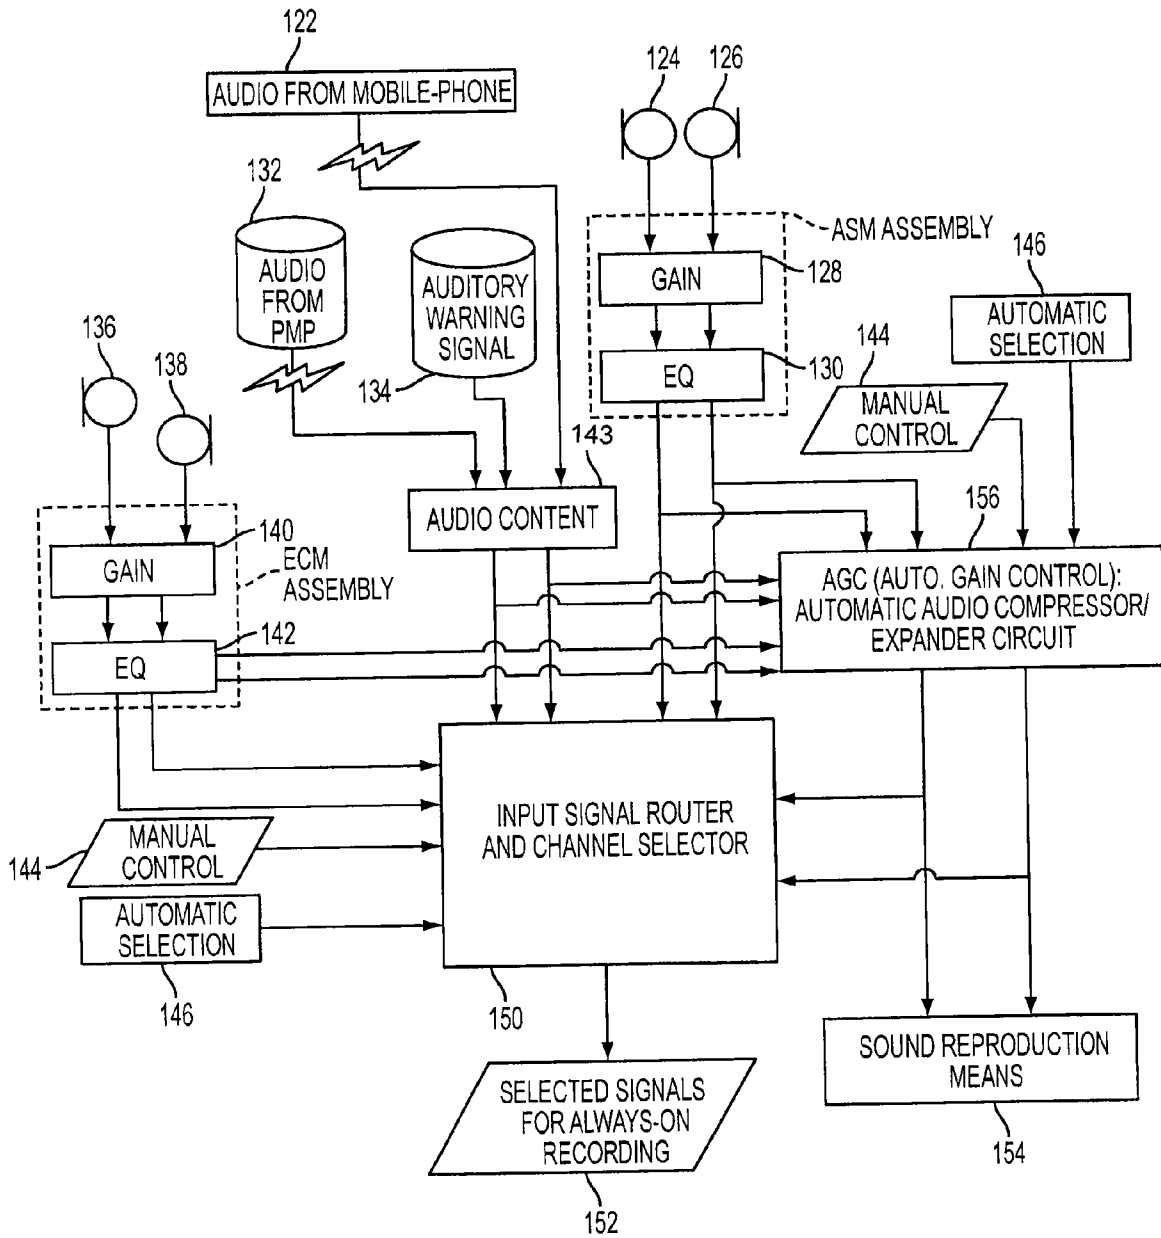 122
AUDIO FROM MOBILE-PHONE
124
126
132
AUDIO
FROM
PMP
AUDITORY
WARNING
SIGNAL
134
ASM ASSEMBLY
GAIN
128
EQ
130
146
AUTOMATIC
SELECTION
144
MANUAL
CONTROL
136
138
143
AUDIO CONTENT
140
GAIN
ECM
ASSEMBLY
142
EQ
156
AGC (AUTO. GAIN CONTROL):
AUTOMATIC AUDIO COMPRESSOR/
EXPANDER CIRCUIT
INPUT SIGNAL ROUTER
AND CHANNEL SELECTOR
144
MANUAL
CONTROL
AUTOMATIC
SELECTION
146
150
SELECTED SIGNALS
FOR ALWAYS-ON
RECORDING
152
SOUND REPRODUCTION
MEANS
154